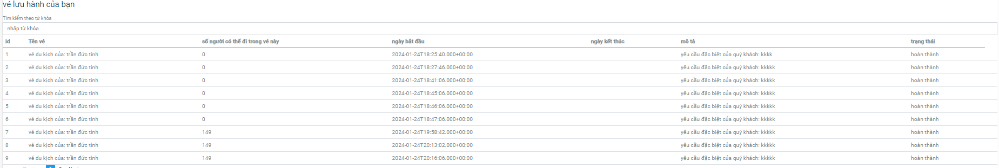 vé lưu hành của bạn
Tìm kiếm theo từ khóa
nhập từ khóa
id Tên vé số người có thể đi trong vé này ngày bắt đầu ngày kết thúc mô tả trạng thái
1 vé du kịch của: trần đức tình 0 2024-01-24T18:25:40.000+00:00 yêu cầu đặc biệt của quý khách: kkkk hoàn thành
2 vé du kịch của: trần đức tình 0 2024-01-24T18:27:46.000+00:00 yêu cầu đặc biệt của quý khách: kkkkk hoàn thành
3 vé du kịch của: trần đức tình 0 2024-01-24T18:41:06.000+00:00 yêu cầu đặc biệt của quý khách: kkkkk hoàn thành
4 vé du kịch của: trần đức tình 0 2024-01-24T18:45:06.000+00:00 yêu cầu đặc biệt của quý khách: kkkkk hoàn thành
5 vé du kịch của: trần đức tình 0 2024-01-24T18:46:06.000+00:00 yêu cầu đặc biệt của quý khách: kkkkk hoàn thành
6 vé du kịch của: trần đức tình 0 2024-01-24T18:47:06.000+00:00 yêu cầu đặc biệt của quý khách: kkkkk hoàn thành
7 vé du kịch của: trần đức tình 149 2024-01-24T19:58:42.000+00:00 yêu cầu đặc biệt của quý khách: kkkkk hoàn thành
8 vé du kịch của: trần đức tình 149 2024-01-24T20:13:02.000+00:00 yêu cầu đặc biệt của quý khách: kkkkk hoàn thành
9 vé du kịch của: trần đức tình 149 2024-01-24T20:16:06.000+00:00 yêu cầu đặc biệt của quý khách: kkkkk hoàn thành